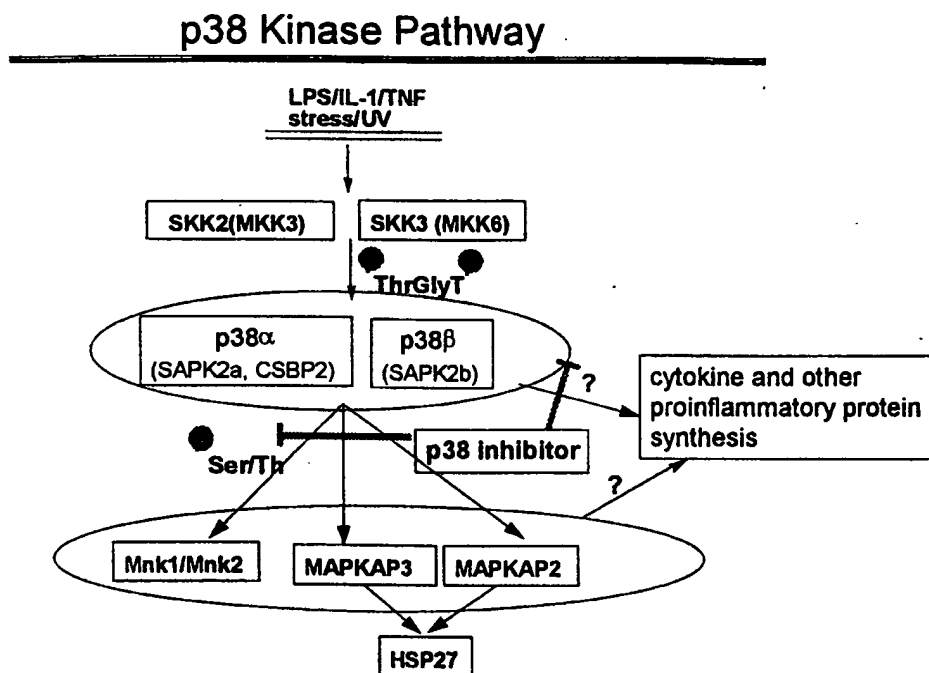 p38 Kinase Pathway
LPS/IL-1/TNF
stress/UV
SKK2(MKK3)
SKK3 (MKK6)
ThrGlyT
p38α
(SAPK2a, CSBP2)
p38β
(SAPK2b)
?
cytokine and other
proinflammatory protein
synthesis
Ser/Th
p38 inhibitor
?
Mnk1/Mnk2
MAPKAP3
MAPKAP2
HSP27